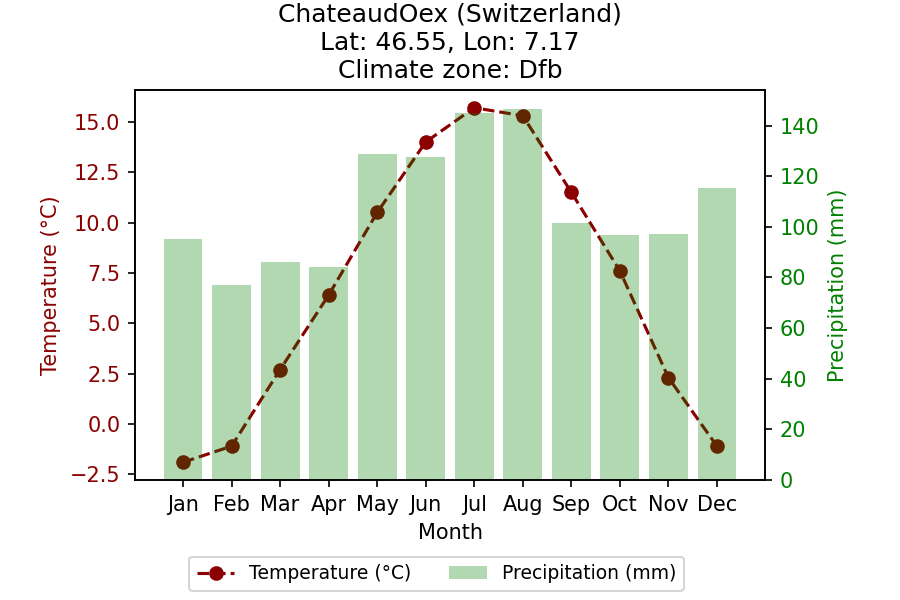 ChateaudOex (Switzerland)
Lat: 46.55, Lon: 7.17
Climate zone: Dfb
Temperature (°C)
15.0
12.5
10.0
7.5
5.0
2.5
0.0
−2.5
140
120
100
80
60
40
20
0
Precipitation (mm)
Jan Feb Mar Apr May Jun Jul Aug Sep Oct Nov Dec
Month
Temperature (°C) Precipitation (mm)